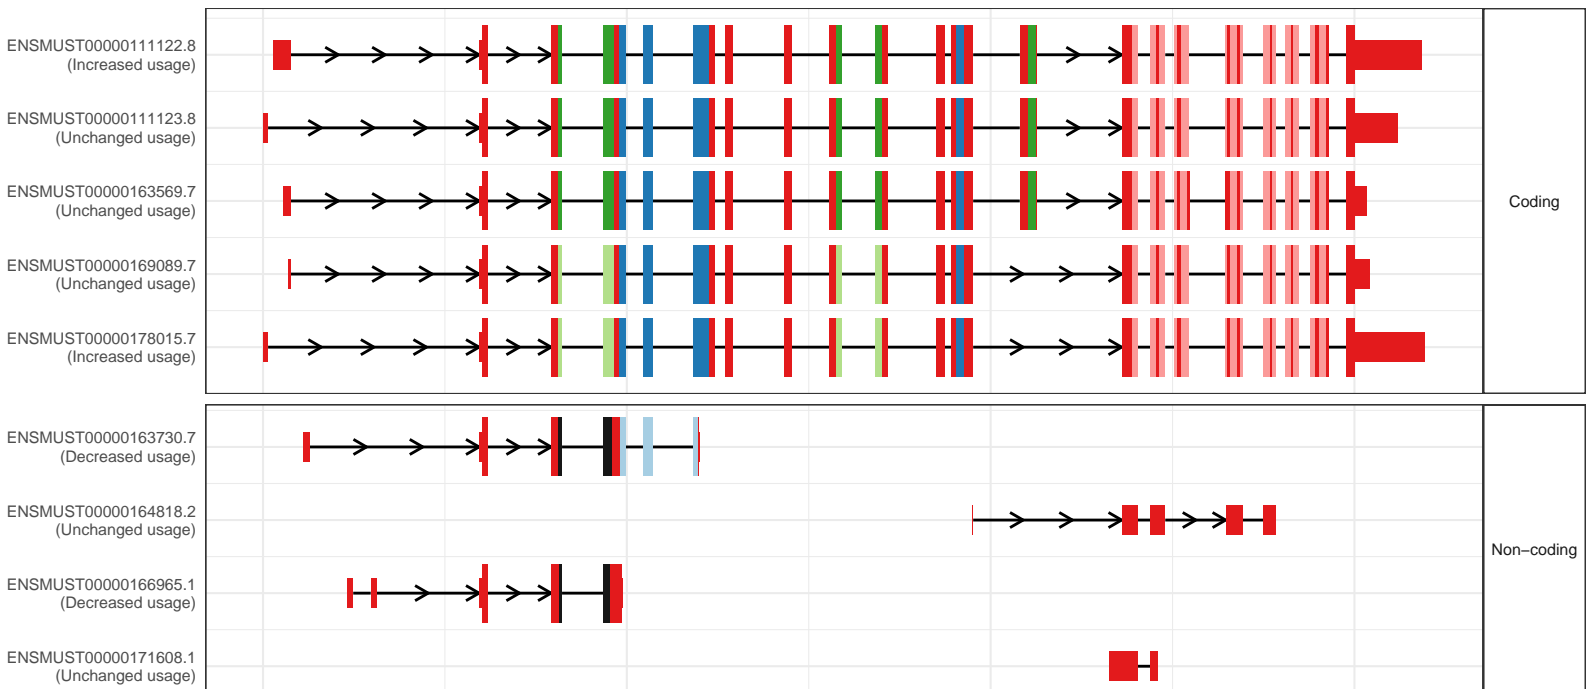 ENSMUST00000111122.8
(Increased usage)
ENSMUST00000111123.8
(Unchanged usage)
ENSMUST00000163569.7
(Unchanged usage)
ENSMUST00000169089.7
(Unchanged usage)
ENSMUST00000178015.7
(Increased usage)
Coding
ENSMUST00000163730.7
(Decreased usage)
ENSMUST00000164818.2
(Unchanged usage)
ENSMUST00000166965.1
(Decreased usage)
ENSMUST00000171608.1
(Unchanged usage)
Non−coding